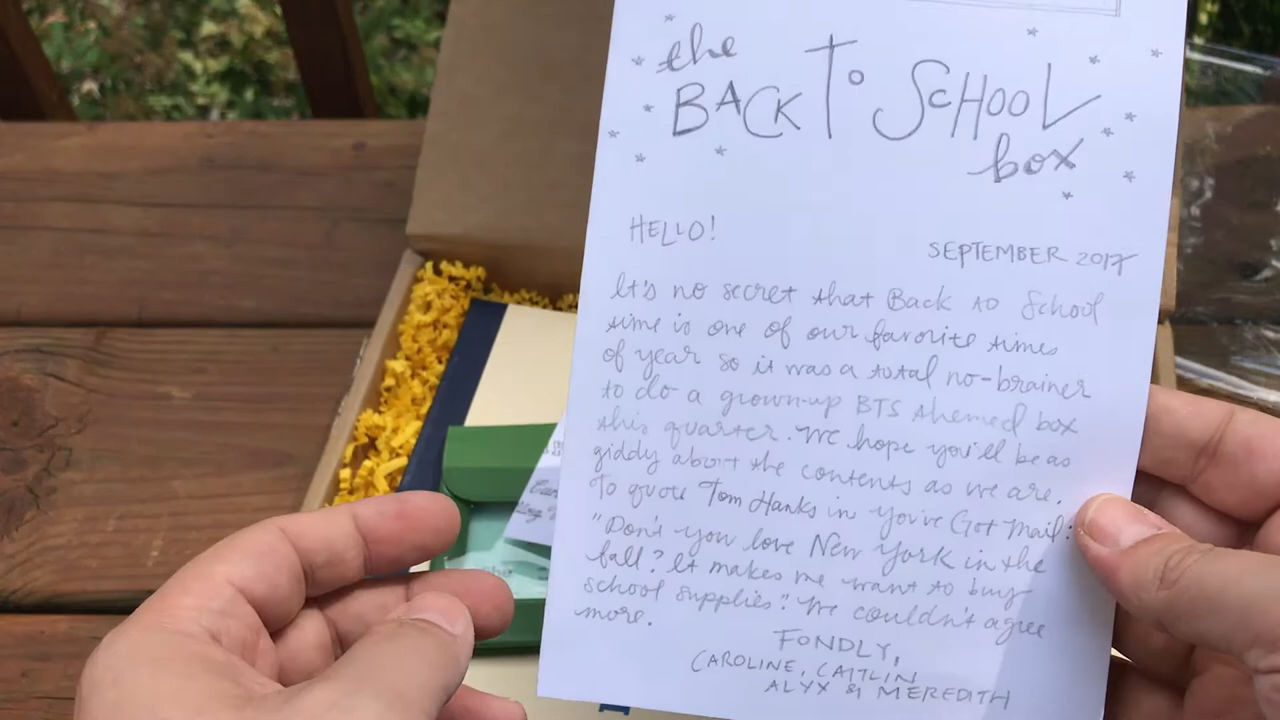 the
BACK TO SCHOOL
box
HELLO!
SEPTEMBER 2017
It's no secret that Back to School
time is one of our favorite times
of year so it was a total no-brainer
to do a grown-up BTS themed box
this quarter. We hope you'll be as
giddy about the contents as we are.
To quote Tom Hanks in You've Got Mail:
"Don't you love New York in the
fall? It makes me want to buy
school supplies." We couldn't agree
more.
FONDLY,
CAROLINE, CAITLIN
ALYX & MEREDITH